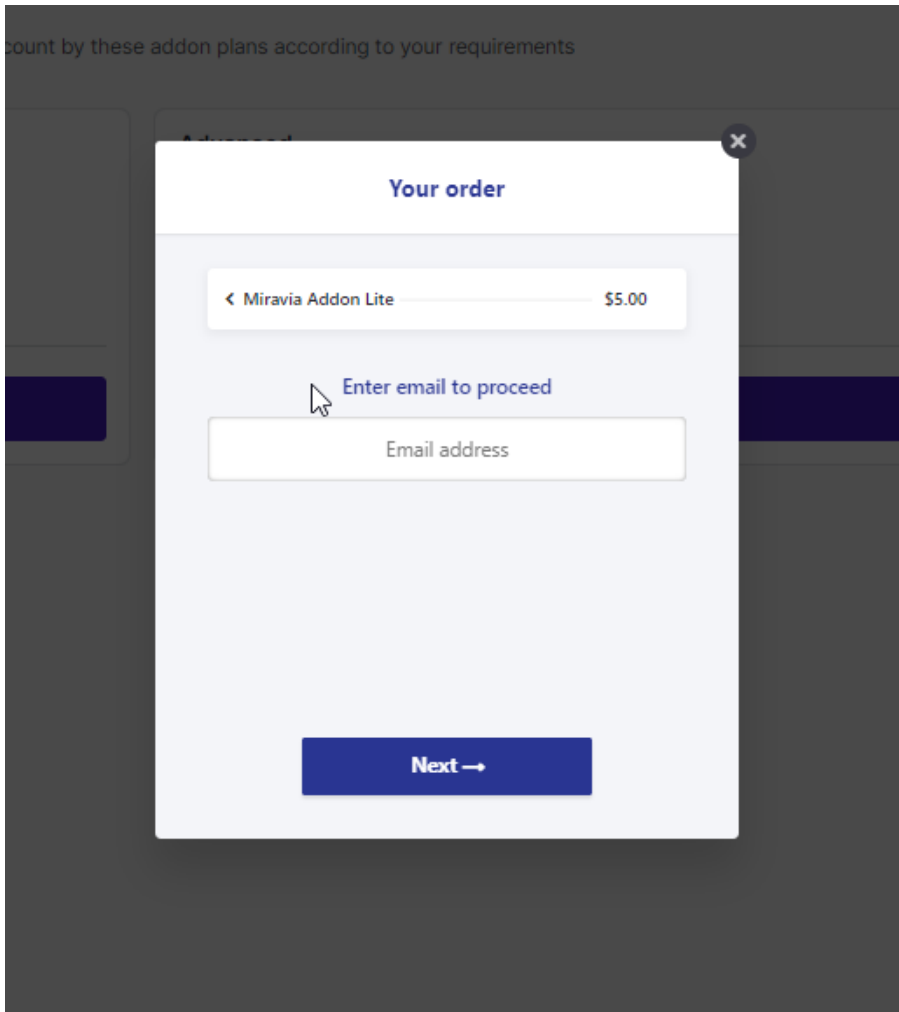 count by these addon plans according to your requirements
Advanced
Your order
Miravia Addon Lite $5.00
Enter email to proceed
Email address
Next →